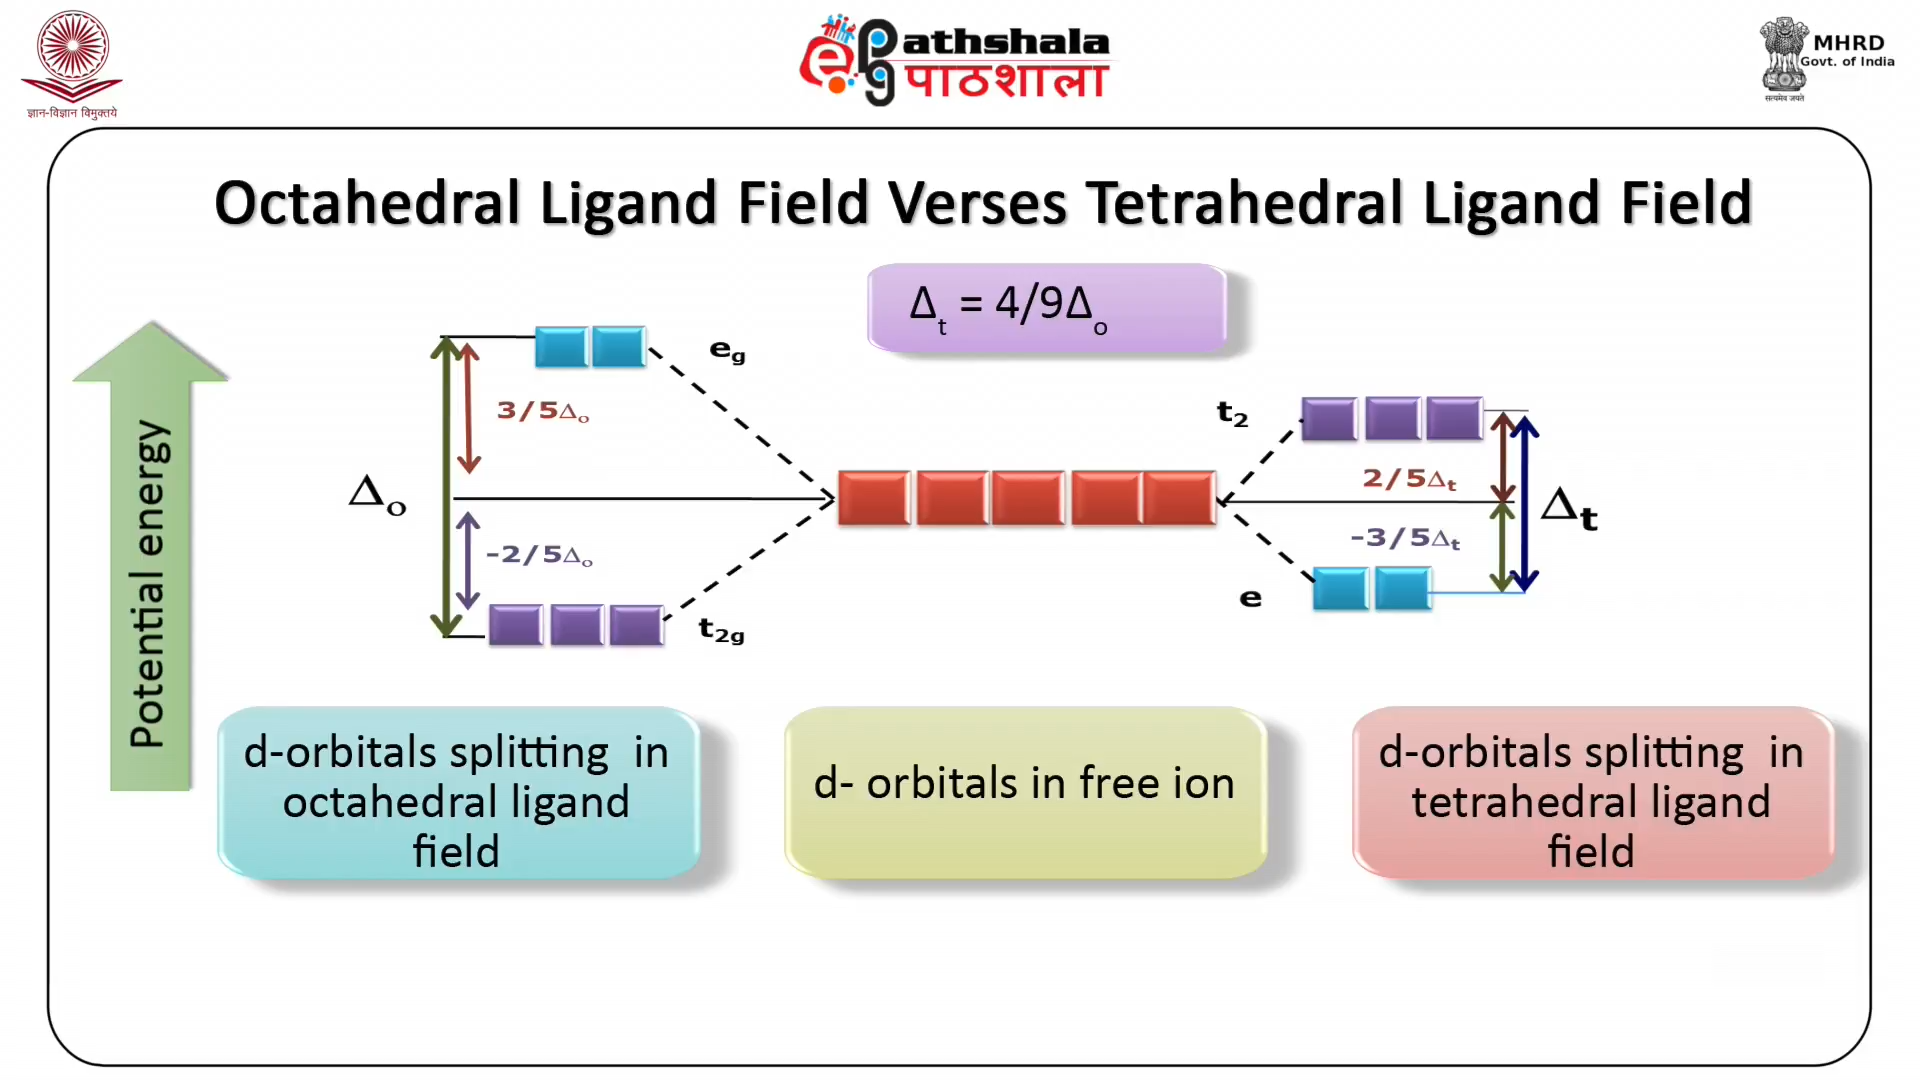 ज्ञान-विज्ञान विमुक्तये
ePG Pathshala
पाठशाला
MHRD
Govt. of India
सत्यमेव जयते
Octahedral Ligand Field Verses Tetrahedral Ligand Field
Δt = 4/9Δo
Potential energy
eg
3/5Δo
Δo
-2/5Δo
t2g
t2
2/5Δt
Δt
-3/5Δt
e
d-orbitals splitting in
octahedral ligand
field
d- orbitals in free ion
d-orbitals splitting in
tetrahedral ligand
field